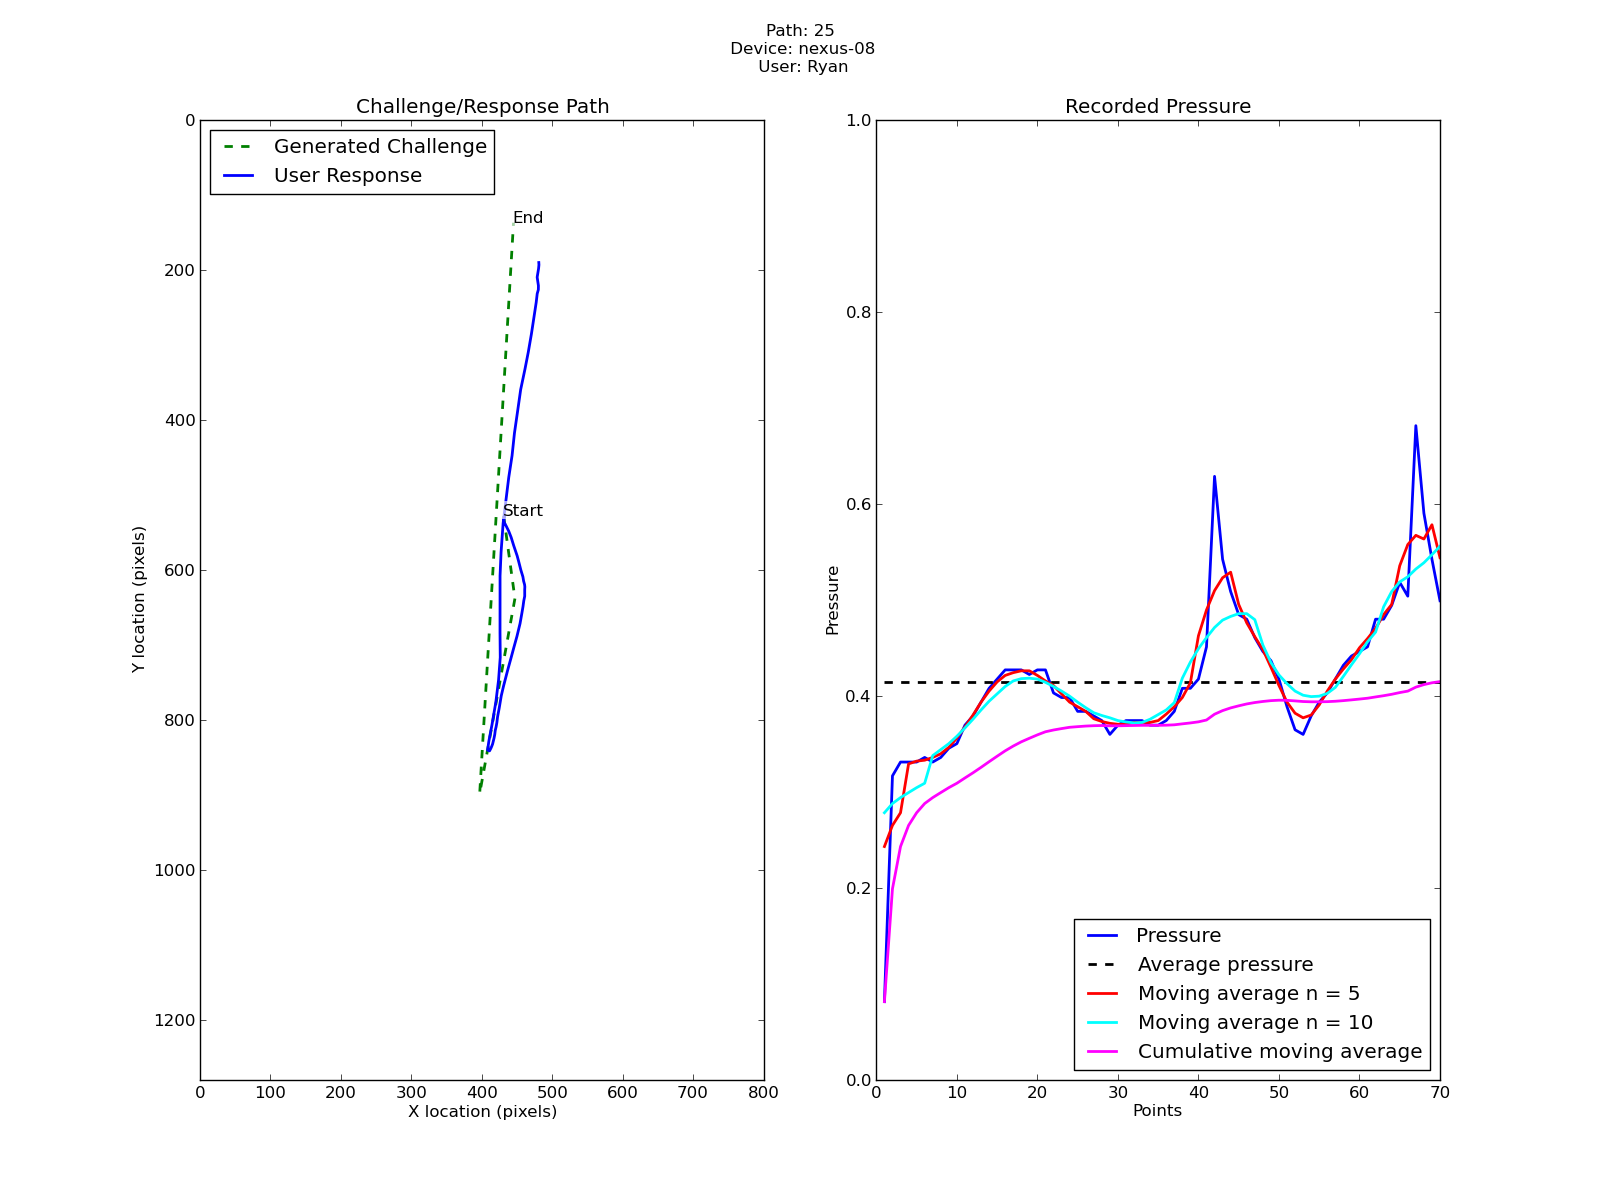 Path: 25
Device: nexus-08
User: Ryan
Challenge/Response Path
Generated Challenge
User Response
End
Start
0
200
400
600
800
1000
1200
Y location (pixels)
0 100 200 300 400 500 600 700 800
X location (pixels)
Recorded Pressure
1.0
0.8
0.6
0.4
0.2
0.0
Pressure
Pressure
Average pressure
Moving average n = 5
Moving average n = 10
Cumulative moving average
0 10 20 30 40 50 60 70
Points